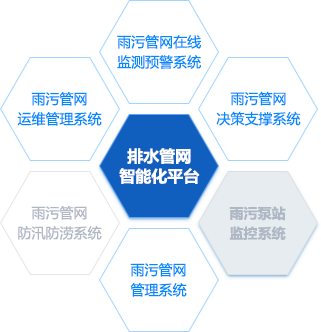 雨污管网在线
监测预警系统
雨污管网
运维管理系统
雨污管网
决策支撑系统
排水管网
智能化平台
雨污管网
防汛防涝系统
雨污泵站
监控系统
雨污管网
管理系统